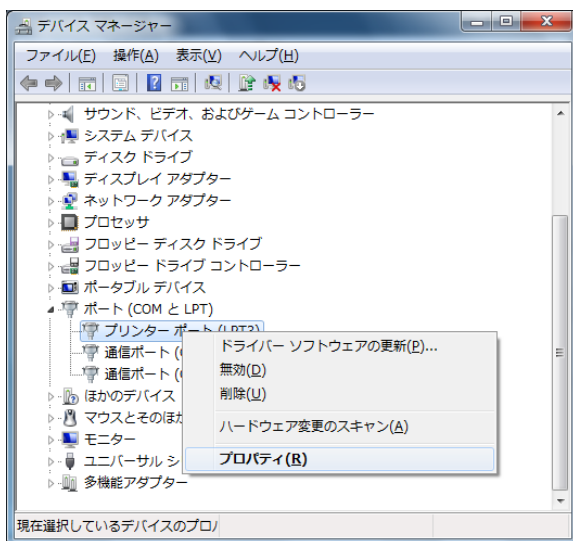 デバイス マネージャー
ファイル(F) 操作(A) 表示(V) ヘルプ(H)
サウンド、ビデオ、およびゲーム コントローラー
システム デバイス
ディスク ドライブ
ディスプレイ アダプター
ネットワーク アダプター
プロセッサ
フロッピー ディスク ドライブ
フロッピー ドライブ コントローラー
ポータブル デバイス
ポート (COM と LPT)
プリンター ポート (LPT3)
通信ポート (
通信ポート (
ほかのデバイス
マウスとそのほか
モニター
ユニバーサル シ
多機能アダプター
ドライバー ソフトウェアの更新(P)...
無効(D)
削除(U)
ハードウェア変更のスキャン(A)
プロパティ(R)
現在選択しているデバイスのプロパ